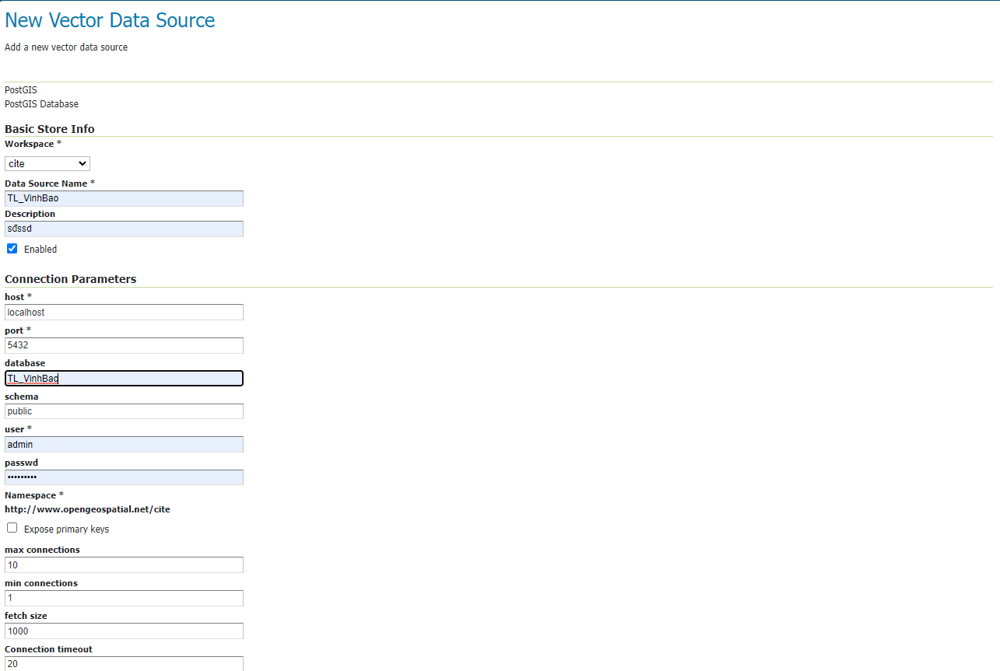 New Vector Data Source
Add a new vector data source
PostGIS
PostGIS Database
Basic Store Info
Workspace *
cite
Data Source Name *
TL_VinhBao
Description
sđssd
Enabled
Connection Parameters
host *
localhost
port *
5432
database
TL_VinhBao
schema
public
user *
admin
passwd
•••••••••
Namespace *
http://www.opengeospatial.net/cite
Expose primary keys
max connections
10
min connections
1
fetch size
1000
Connection timeout
20